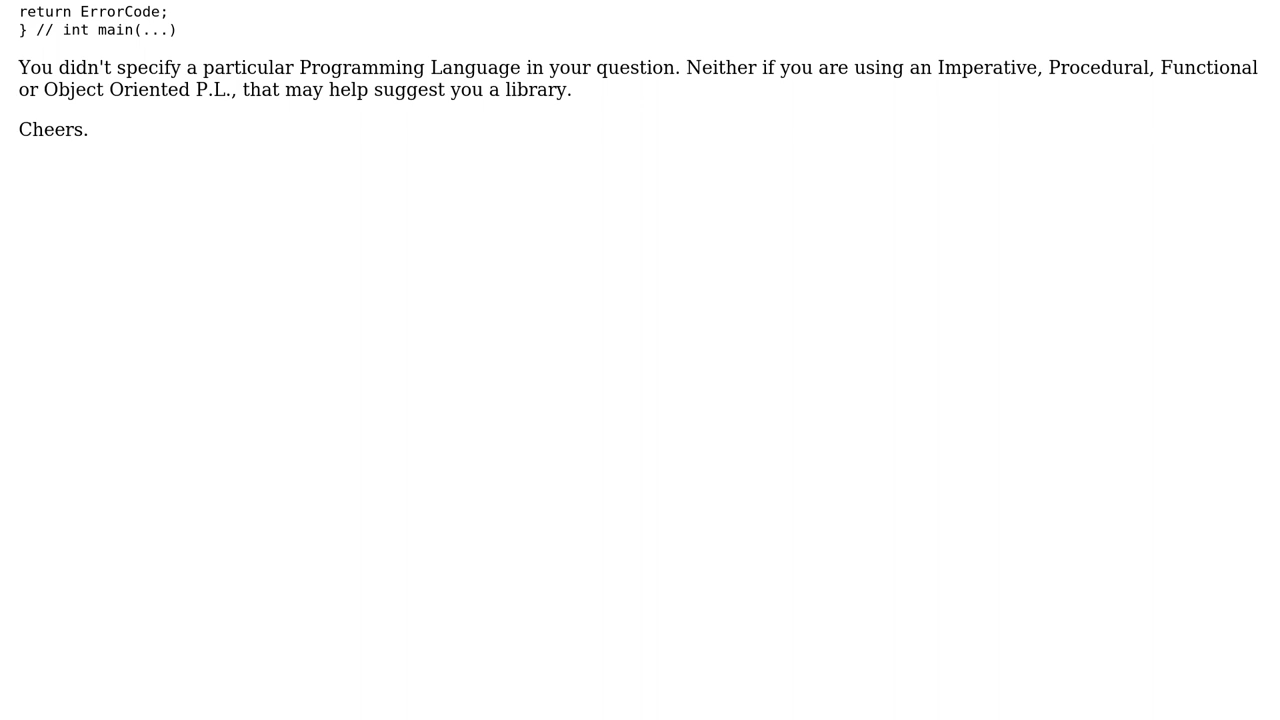 return ErrorCode;
} // int main(...)
You didn't specify a particular Programming Language in your question. Neither if you are using an Imperative, Procedural, Functional
or Object Oriented P.L., that may help suggest you a library.
Cheers.